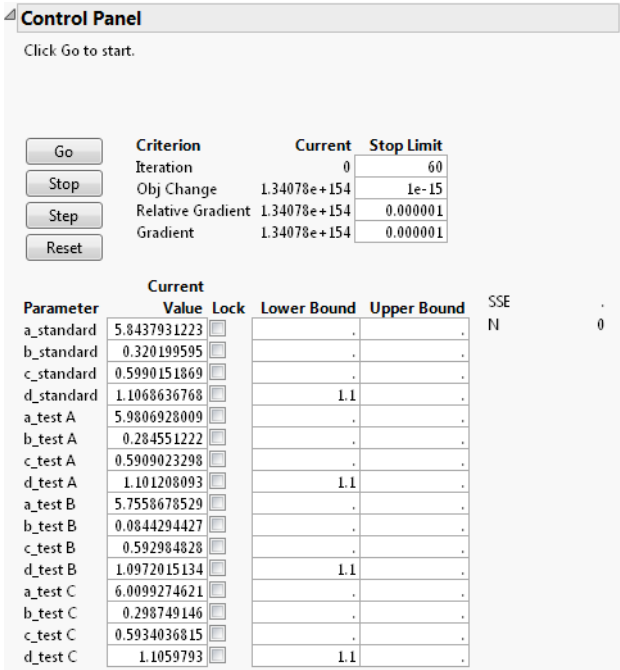 Control Panel
Click Go to start.
Go
Stop
Step
Reset
Criterion Current Stop Limit
Iteration 0 60
Obj Change 1.34078e+154 1e-15
Relative Gradient 1.34078e+154 0.000001
Gradient 1.34078e+154 0.000001
Current
Parameter Value Lock Lower Bound Upper Bound
a_standard 5.8437931223 . .
b_standard 0.320199595 . .
c_standard 0.5990151869 . .
d_standard 1.1068636768 1.1 .
a_test A 5.9806928009 . .
b_test A 0.284551222 . .
c_test A 0.5909023298 . .
d_test A 1.101208093 1.1 .
a_test B 5.7558678529 . .
b_test B 0.0844294427 . .
c_test B 0.592984828 . .
d_test B 1.0972015134 1.1 .
a_test C 6.0099274621 . .
b_test C 0.298749146 . .
c_test C 0.5934036815 . .
d_test C 1.1059793 1.1 .
SSE .
N 0